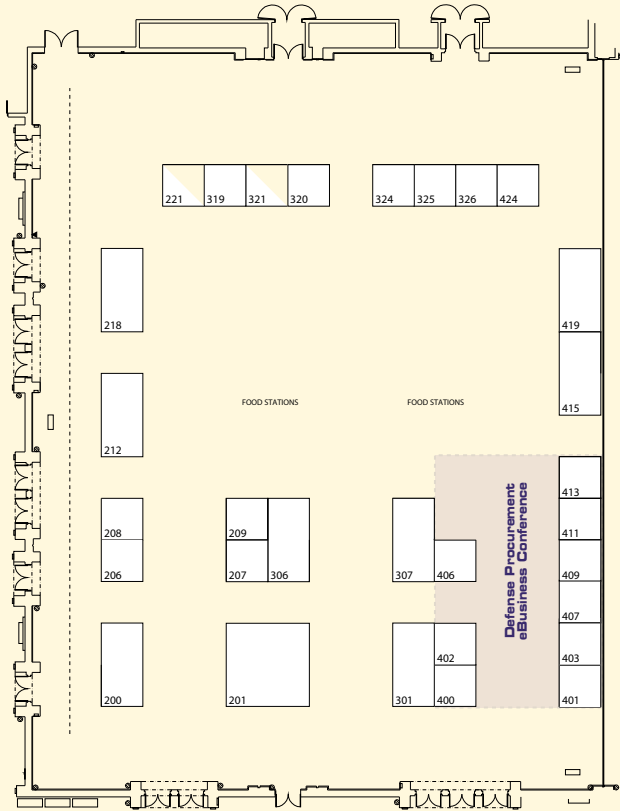 221 319 321 320 324 325 326 424
218 419
212 415
FOOD STATIONS FOOD STATIONS
413
208 209 411
206 207 306 307 406 409
407
402 403
200 201 301 400 401
Defense Procurement
eBusiness Conference